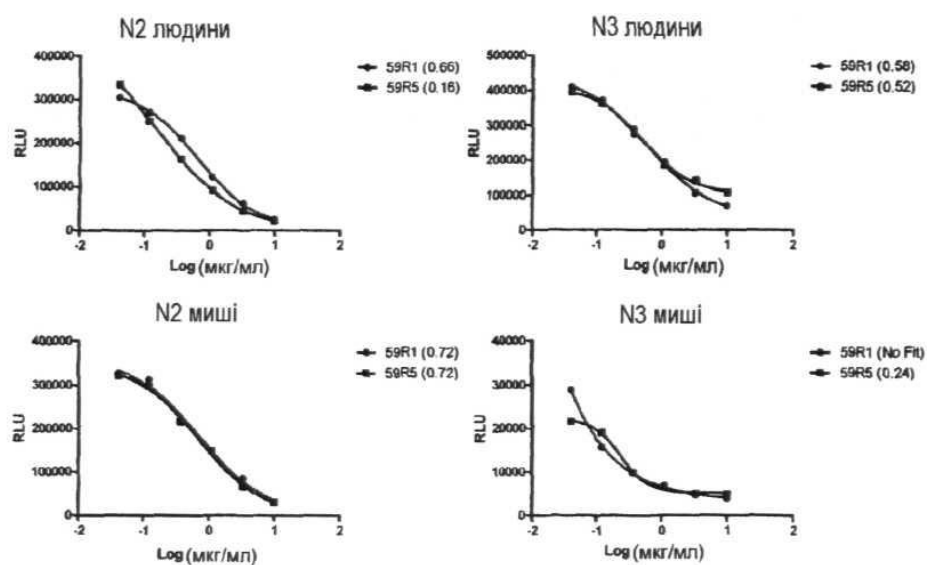 N2 людини
400000
300000
200000
100000
0
RLU
-2 -1 0 1 2
Log (мкг/мл)
59R1 (0.66)
59R5 (0.16)
N3 людини
500000
400000
300000
200000
100000
0
RLU
-2 -1 0 1 2
Log (мкг/мл)
59R1 (0.58)
59R5 (0.52)
N2 миші
400000
300000
200000
100000
0
RLU
-2 -1 0 1 2
Log (мкг/мл)
59R1 (0.72)
59R5 (0.72)
N3 миші
40000
30000
20000
10000
0
RLU
-2 -1 0 1 2
Log (мкг/мл)
59R1 (No Fit)
59R5 (0.24)